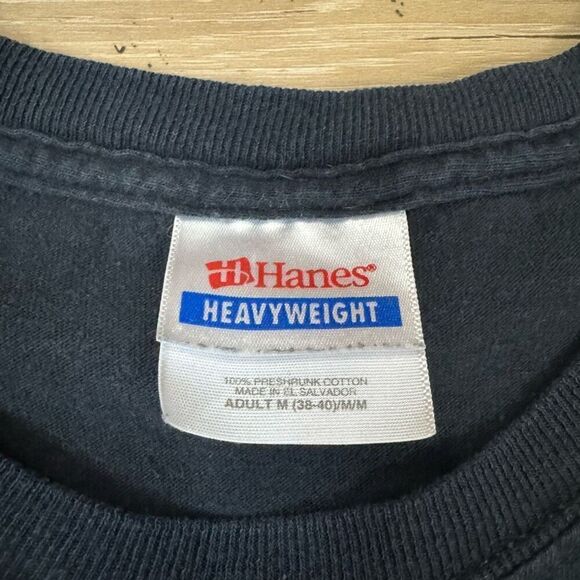 H Hanes®
HEAVYWEIGHT
100% PRESHRUNK COTTON
MADE IN EL SALVADOR
ADULT M (38-40)/M/M